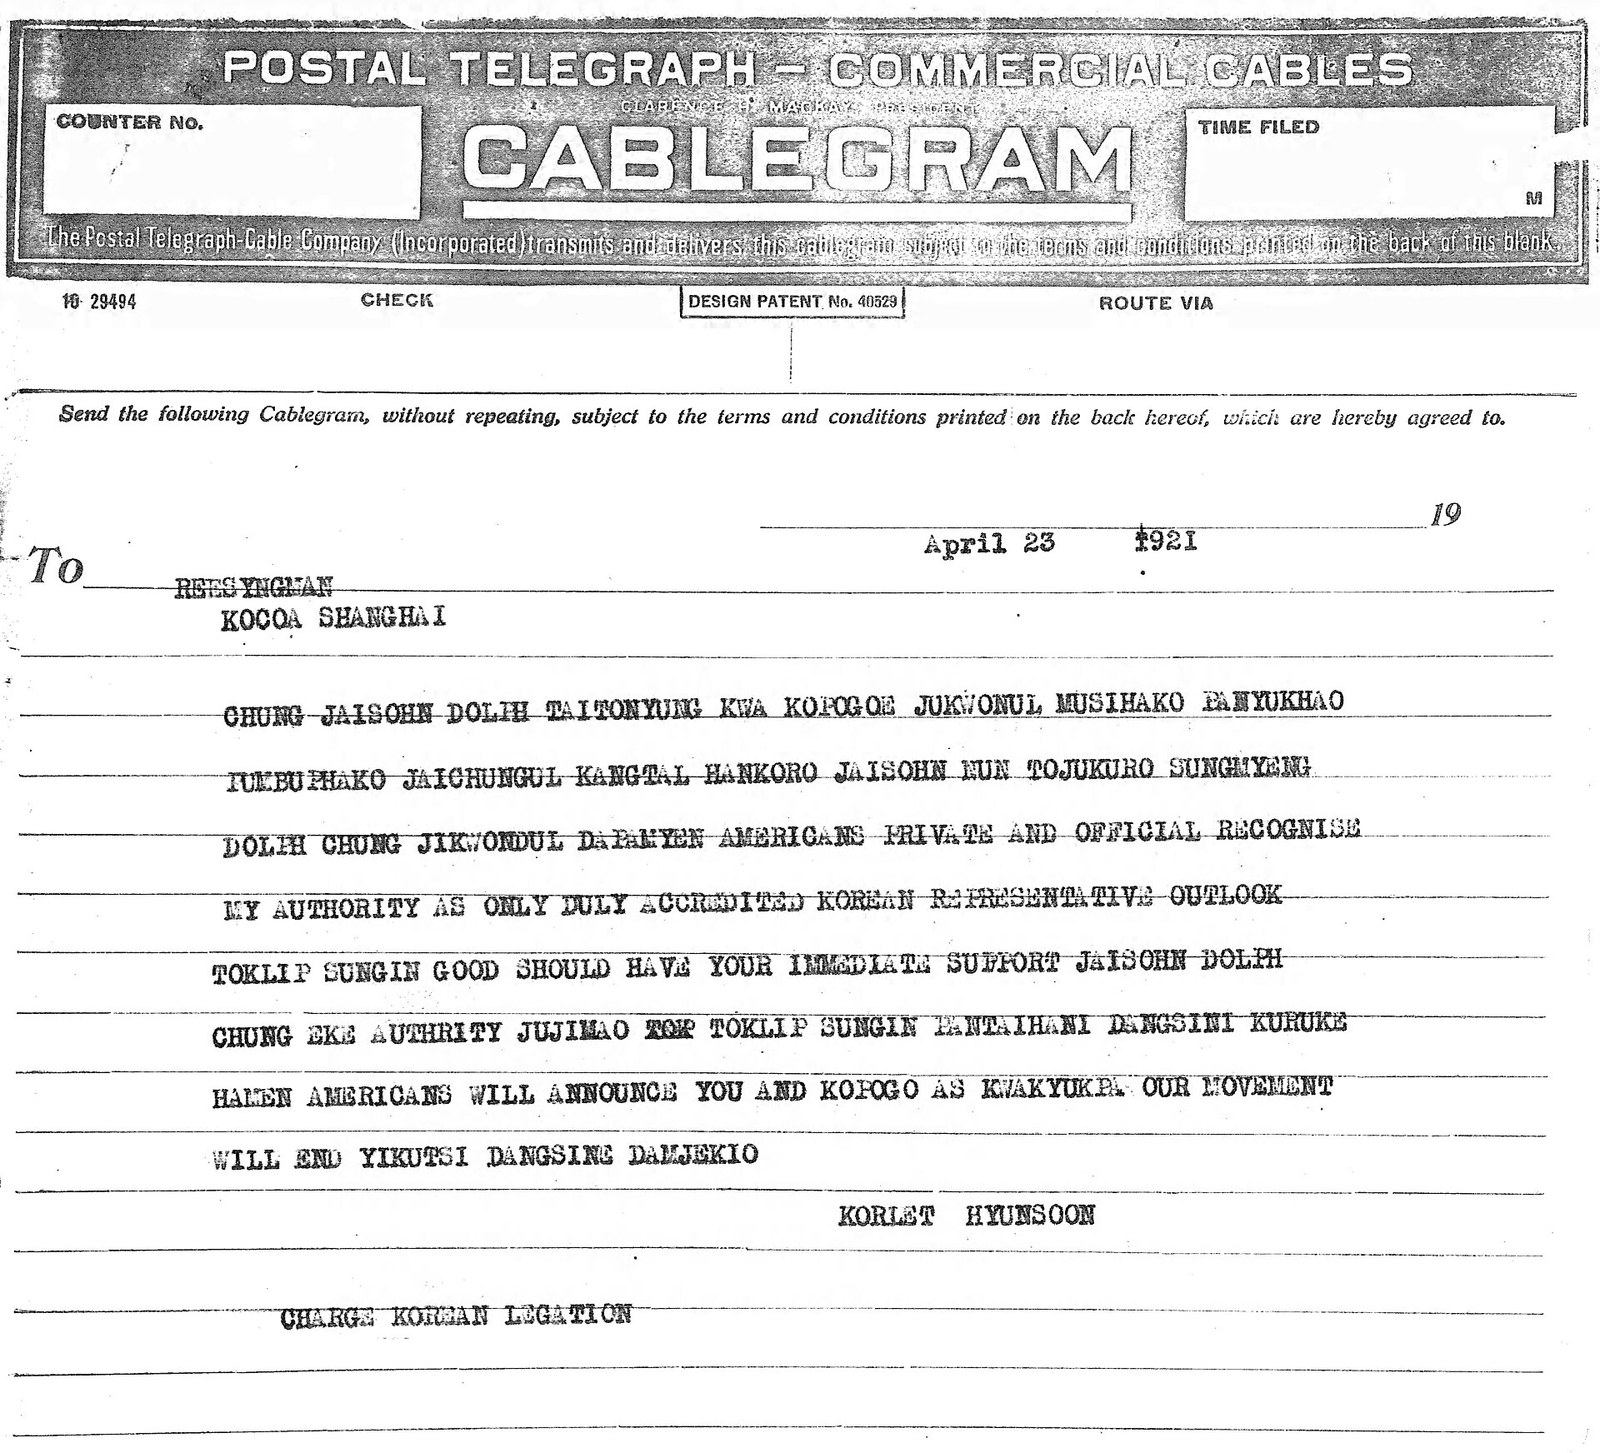 POSTAL TELEGRAPH — COMMERCIAL CABLES
CLARENCE H. MACKAY, PRESIDENT
COUNTER No.
CABLEGRAM
TIME FILED
M
The Postal Telegraph-Cable Company (Incorporated) transmits and delivers this cablegram subject to the terms and conditions printed on the back of this blank.
29494
CHECK
DESIGN PATENT No. 40529
ROUTE VIA
Send the following Cablegram, without repeating, subject to the terms and conditions printed on the back hereof, which are hereby agreed to.
19
April 23 1921
To
REESYNGMAN
KOCOA SHANGHAI
CHUNG JAISOHN DOLPH TAITONYUNG KWA KOPOGOE JUKWONUL MUSIHAKO PANYUKHAO
PUMBUPHAKO JAICHUNGUL KANGTAL HANKORO JAISOHN NUN TOJUKURO SUNGMYENG
DOLPH CHUNG JIKWONDUL DAPAMYEN AMERICANS PRIVATE AND OFFICIAL RECOGNISE
MY AUTHORITY AS ONLY DULY ACCREDITED KOREAN REPRESENTATIVE OUTLOOK
TOKLIP SUNGIN GOOD SHOULD HAVE YOUR IMMEDIATE SUPPORT JAISOHN DOLPH
CHUNG EKE AUTHRITY JUJIMAO TOKLIP SUNGIN PANTAIHANI DANGSINI KURUKE
HAMEN AMERICANS WILL ANNOUNCE YOU AND KOPOGO AS KWAKYUKPA OUR MOVEMENT
WILL END YIKUTSI DANGSINE DAMJEKIO
KORLET HYUNSOON
CHARGE KOREAN LEGATION